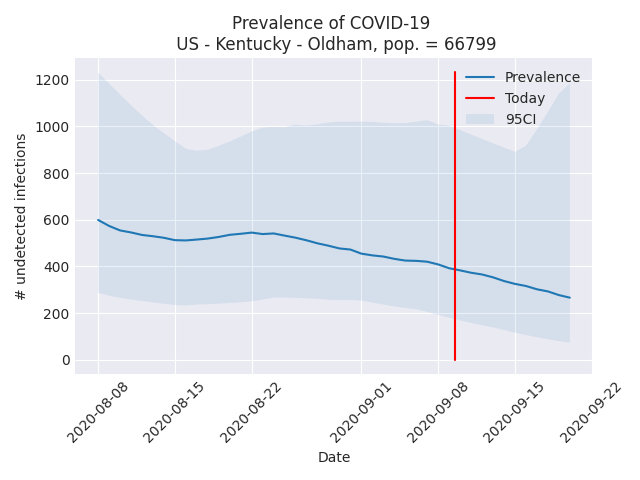 Prevalence of COVID-19
US - Kentucky - Oldham, pop. = 66799
Prevalence
Today
95CI
# undetected infections
1200
1000
800
600
400
200
0
2020-08-08
2020-08-15
2020-08-22
2020-09-01
2020-09-08
2020-09-15
2020-09-22
Date